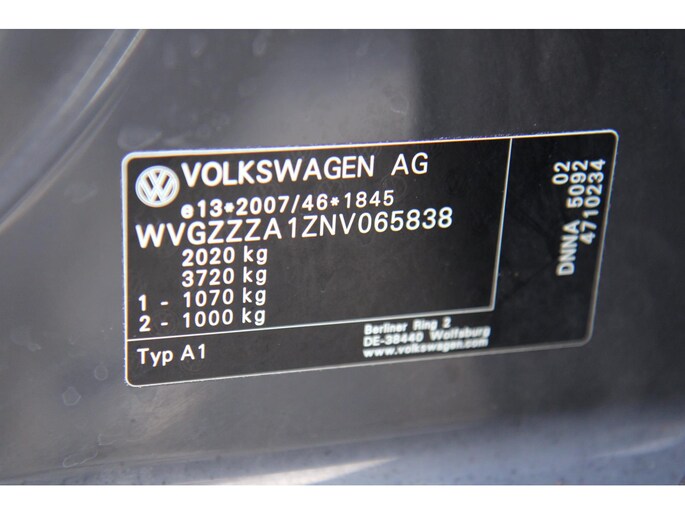 VOLKSWAGEN AG
e13*2007/46*1845
WVGZZZA1ZNV065838
2020 kg
3720 kg
1 - 1070 kg
2 - 1000 kg
Typ A1
Berliner Ring 2
DE-38440 Wolfsburg
www.volkswagen.com
02
DNNA 5092
4710234